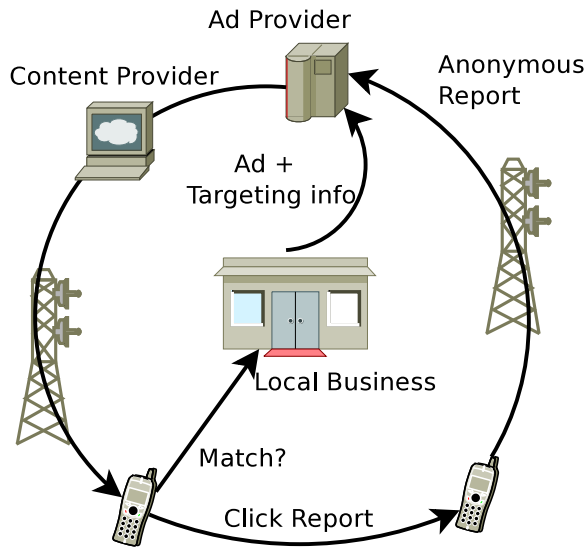 Ad Provider
Content Provider
Anonymous
Report
Ad +
Targeting info
Local Business
Match?
Click Report